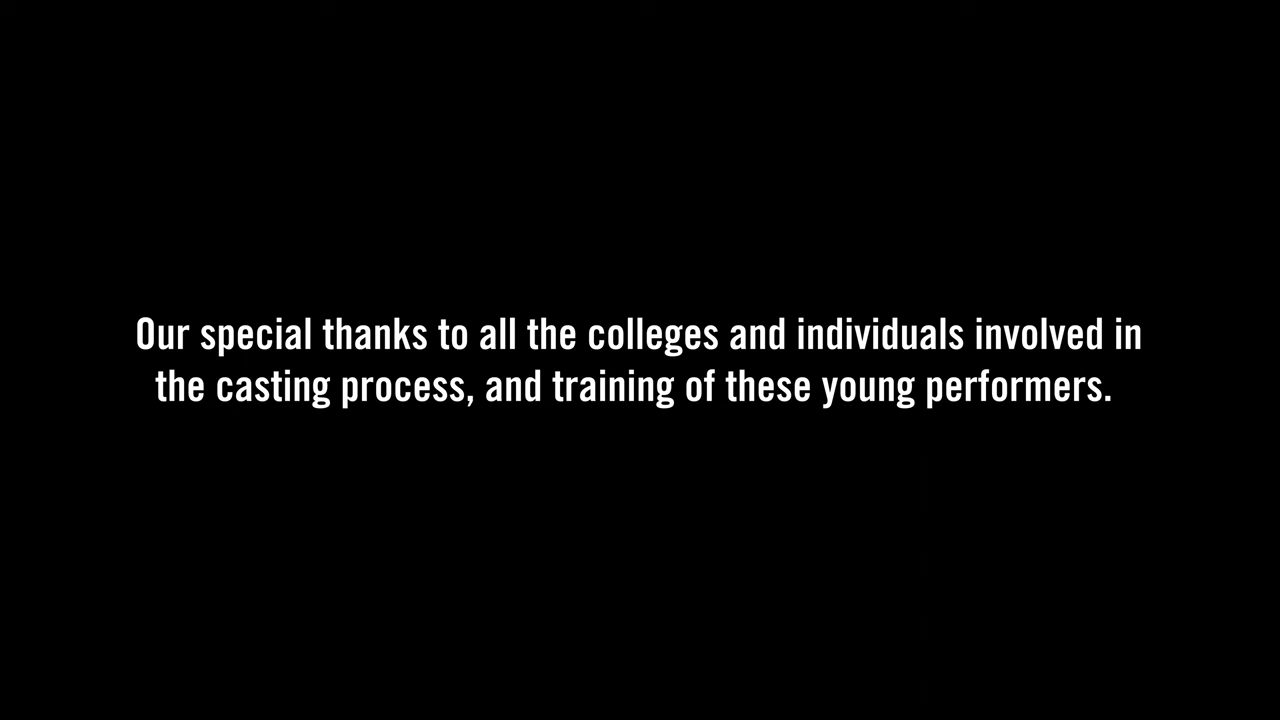 Our special thanks to all the colleges and individuals involved in
the casting process, and training of these young performers.